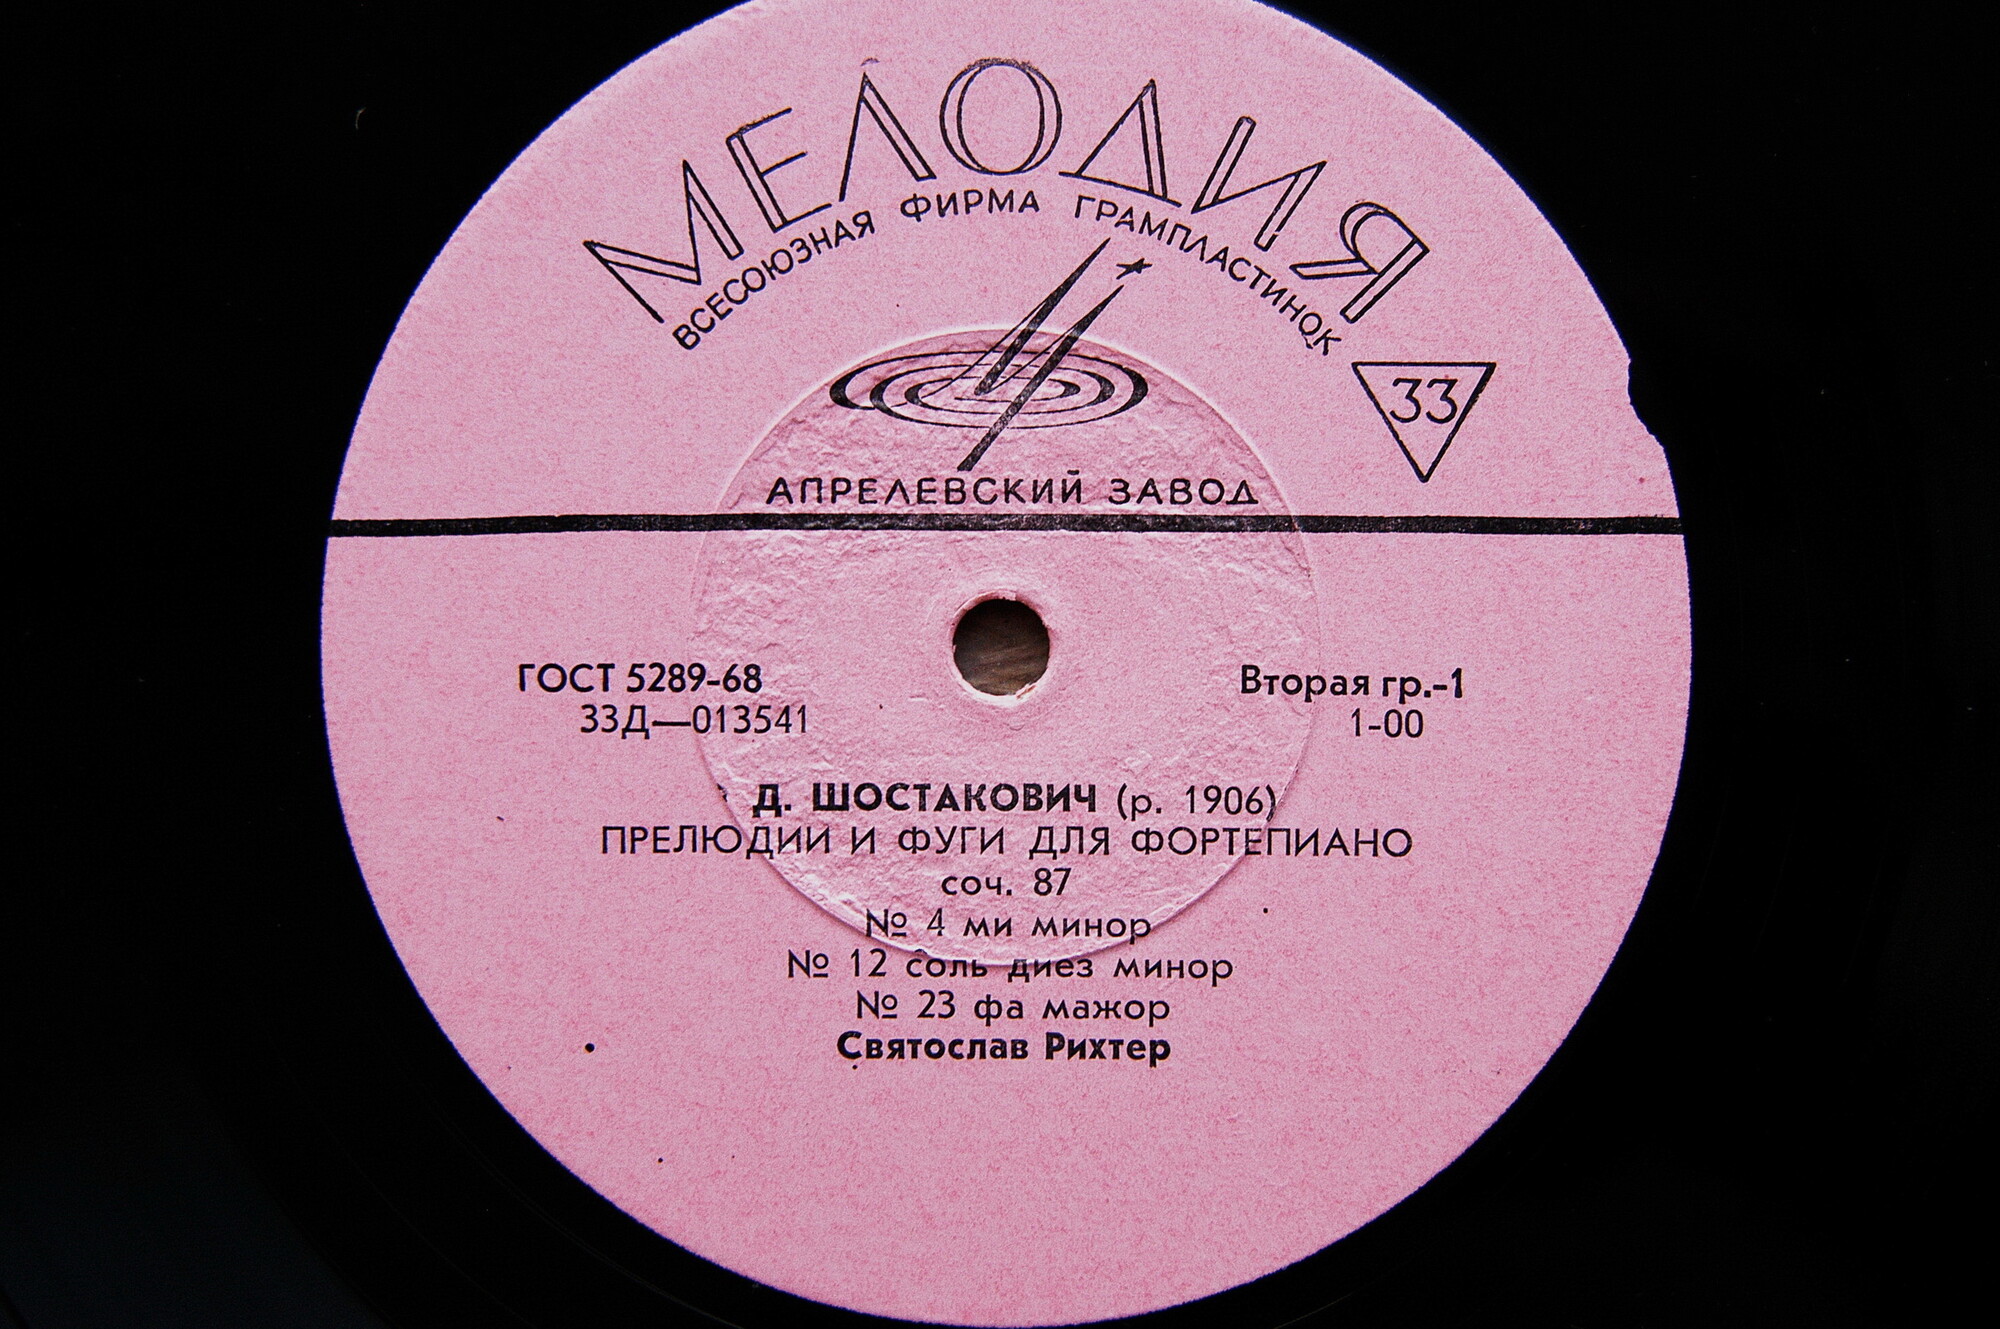 МЕЛОДИЯ
ВСЕСОЮЗНАЯ ФИРМА ГРАМПЛАСТИНОК
33
АПРЕЛЕВСКИЙ ЗАВОД
ГОСТ 5289-68
Вторая гр.-1
33Д—013541
1-00
Д. ШОСТАКОВИЧ (р. 1906)
ПРЕЛЮДИИ И ФУГИ ДЛЯ ФОРТЕПИАНО
соч. 87
№ 4 ми минор
№ 12 соль диез минор
№ 23 фа мажор
Святослав Рихтер